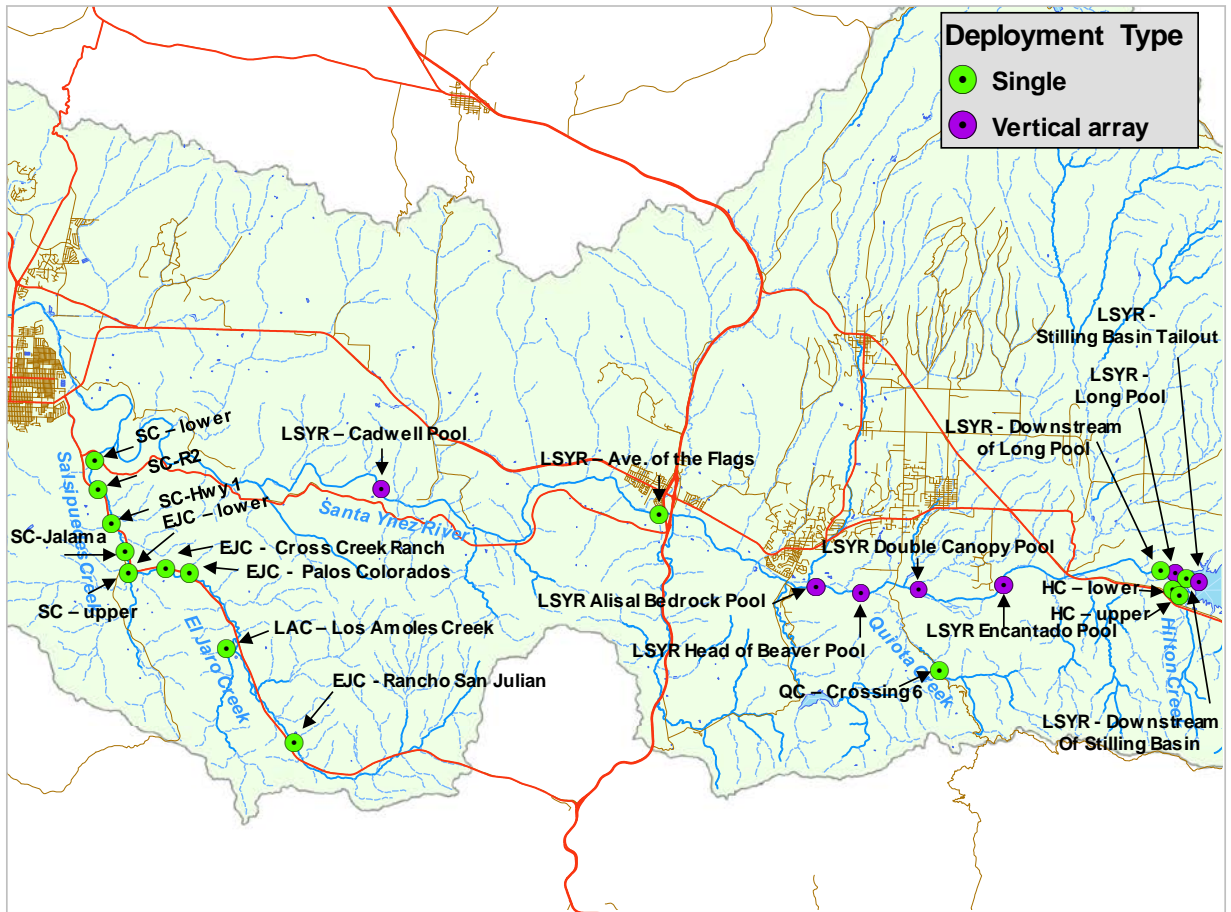 Deployment Type
Single
Vertical array
LSYR -
Stilling Basin Tailout
LSYR -
Long Pool
LSYR - Downstream
of Long Pool
SC – lower
LSYR – Cadwell Pool
SC-R2
LSYR – Ave. of the Flags
SC-Hwy 1
Salsipuedes Creek
Santa Ynez River
EJC – lower
SC-Jalama
EJC - Cross Creek Ranch
LSYR Double Canopy Pool
EJC - Palos Colorados
HC – lower
LSYR Alisal Bedrock Pool
SC – upper
HC – upper
LAC – Los Amoles Creek
El Jaro Creek
LSYR Encantado Pool
LSYR Head of Beaver Pool
Quiota Creek
Hilton Creek
EJC - Rancho San Julian
QC – Crossing 6
LSYR - Downstream
Of Stilling Basin